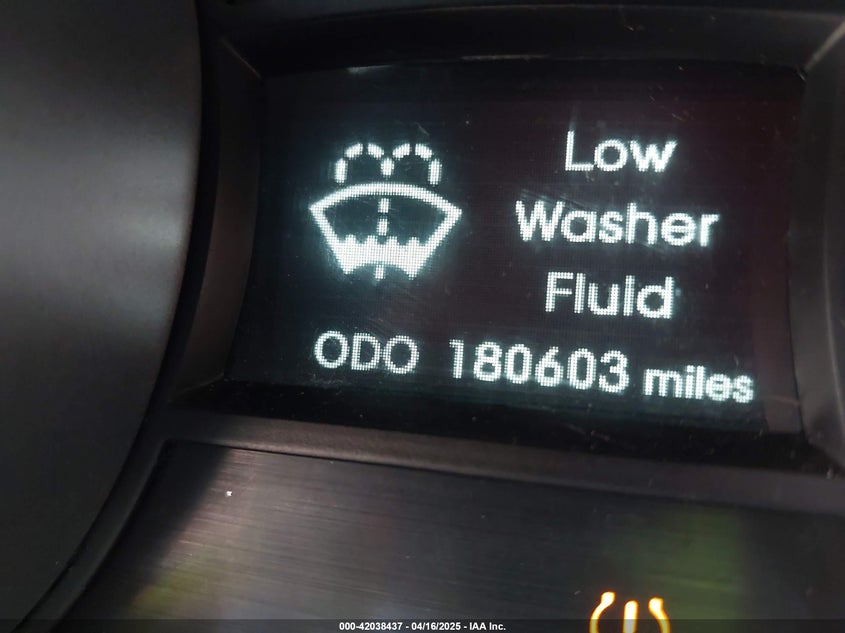 Low
Washer
Fluid
ODO 180603 miles
000-42038437 - 04/16/2025 - IAA Inc.